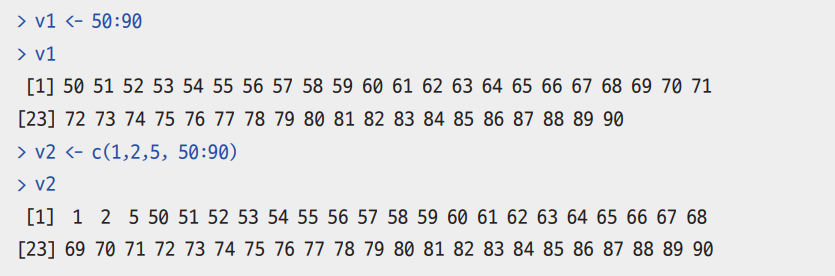 > v1 <- 50:90
> v1
[1] 50 51 52 53 54 55 56 57 58 59 60 61 62 63 64 65 66 67 68 69 70 71
[23] 72 73 74 75 76 77 78 79 80 81 82 83 84 85 86 87 88 89 90
> v2 <- c(1,2,5, 50:90)
> v2
[1] 1 2 5 50 51 52 53 54 55 56 57 58 59 60 61 62 63 64 65 66 67 68
[23] 69 70 71 72 73 74 75 76 77 78 79 80 81 82 83 84 85 86 87 88 89 90